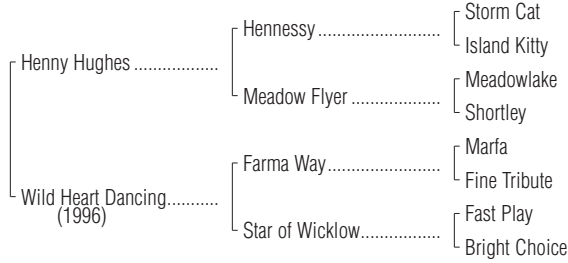 Storm Cat
Hennessy........................................
Island Kitty
Henny Hughes ...........................
Meadowlake
Meadow Flyer .............................
Shortley
Marfa
Farma Way....................................
Fine Tribute
Wild Heart Dancing................
(1996)
Fast Play
Star of Wicklow..........................
Bright Choice